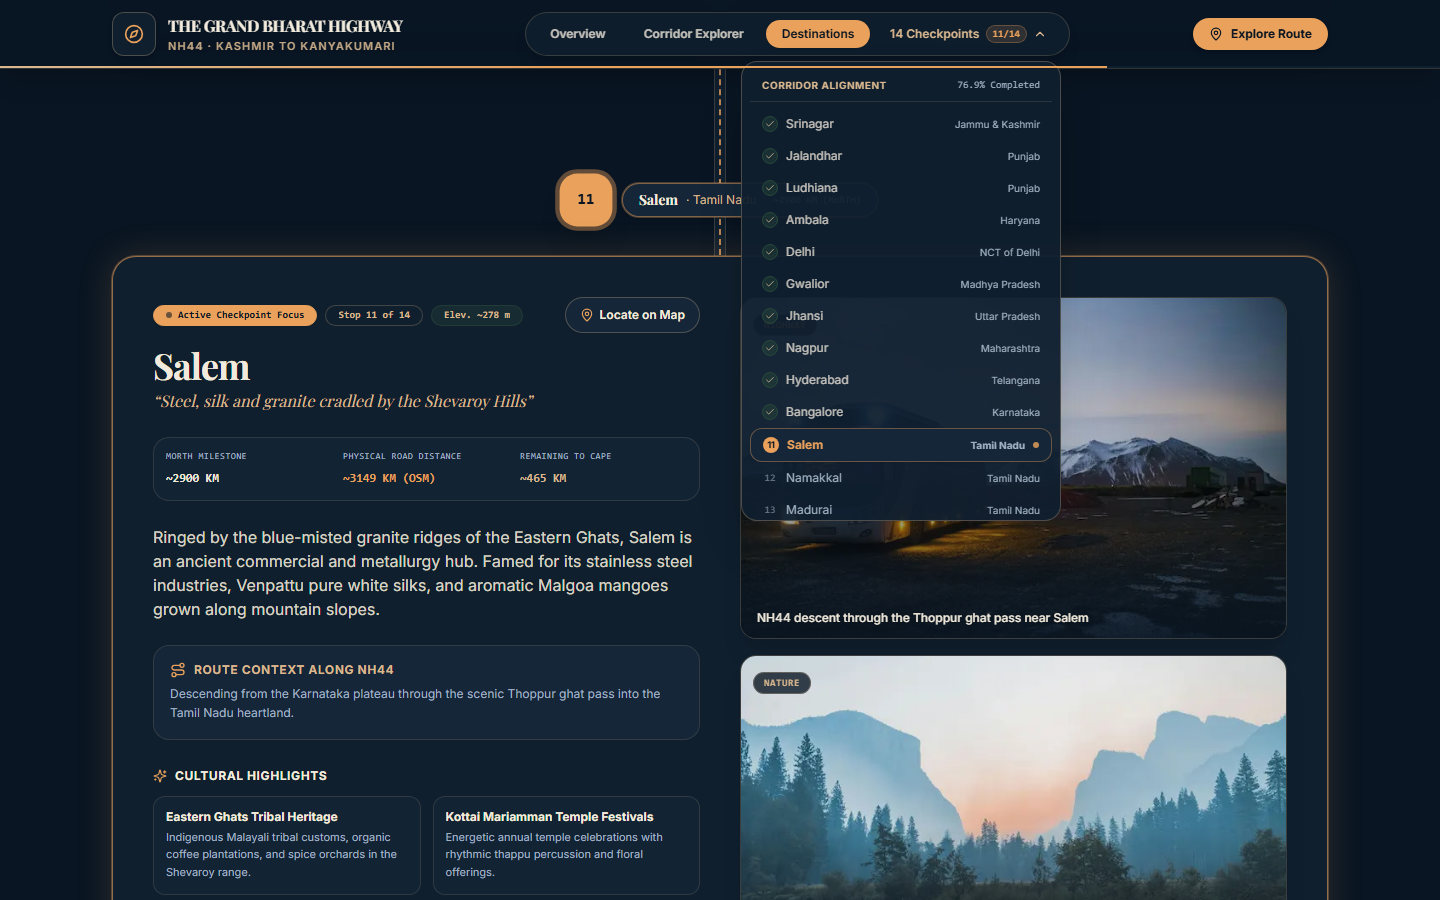 THE GRAND BHARAT HIGHWAY
NH44 · KASHMIR TO KANYAKUMARI
Overview
Corridor Explorer
Destinations
14 Checkpoints 11/14
Explore Route
CORRIDOR ALIGNMENT 76.9% Completed
Srinagar Jammu & Kashmir
Jalandhar Punjab
Ludhiana Punjab
Ambala Haryana
Delhi NCT of Delhi
Gwalior Madhya Pradesh
Jhansi Uttar Pradesh
Nagpur Maharashtra
Hyderabad Telangana
Bangalore Karnataka
11 Salem Tamil Nadu
12 Namakkal Tamil Nadu
13 Madurai Tamil Nadu
11
Salem · Tamil Nadu
Active Checkpoint Focus
Stop 11 of 14
Elev. ~278 m
Locate on Map
Salem
“Steel, silk and granite cradled by the Shevaroy Hills”
MORTH MILESTONE
~2900 KM
PHYSICAL ROAD DISTANCE
~3149 KM (OSM)
REMAINING TO CAPE
~465 KM
Ringed by the blue-misted granite ridges of the Eastern Ghats, Salem is
an ancient commercial and metallurgy hub. Famed for its stainless steel
industries, Venpattu pure white silks, and aromatic Malgoa mangoes
grown along mountain slopes.
ROUTE CONTEXT ALONG NH44
Descending from the Karnataka plateau through the scenic Thoppur ghat pass into the
Tamil Nadu heartland.
CULTURAL HIGHLIGHTS
Eastern Ghats Tribal Heritage
Indigenous Malayali tribal customs, organic
coffee plantations, and spice orchards in the
Shevaroy range.
Kottai Mariamman Temple Festivals
Energetic annual temple celebrations with
rhythmic thappu percussion and floral
offerings.
NH44 descent through the Thoppur ghat pass near Salem
NATURE